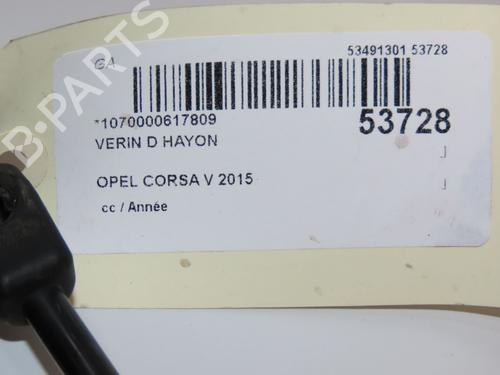 GA
53491301 53728
*1070000617809
53728
VERIN D HAYON
OPEL CORSA V 2015
cc / Année
B-PARTS